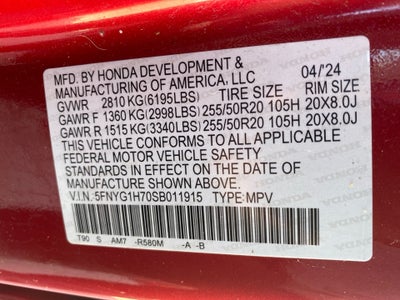 MFD. BY HONDA DEVELOPMENT &
MANUFACTURING OF AMERICA, LLC 04/'24
GVWR 2810 KG(6195LBS) TIRE SIZE RIM SIZE
GAWR F 1360 KG(2998LBS) 255/50R20 105H 20X8.0J
GAWR R 1515 KG(3340LBS) 255/50R20 105H 20X8.0J
THIS VEHICLE CONFORMS TO ALL APPLICABLE
FEDERAL MOTOR VEHICLE SAFETY
STANDARDS IN EFFECT ON THE DATE OF
MANUFACTURE SHOWN ABOVE.
V.I.N. 5FNYG1H70SB011915 TYPE:MPV
T90 S AM7 -R580M -A -B